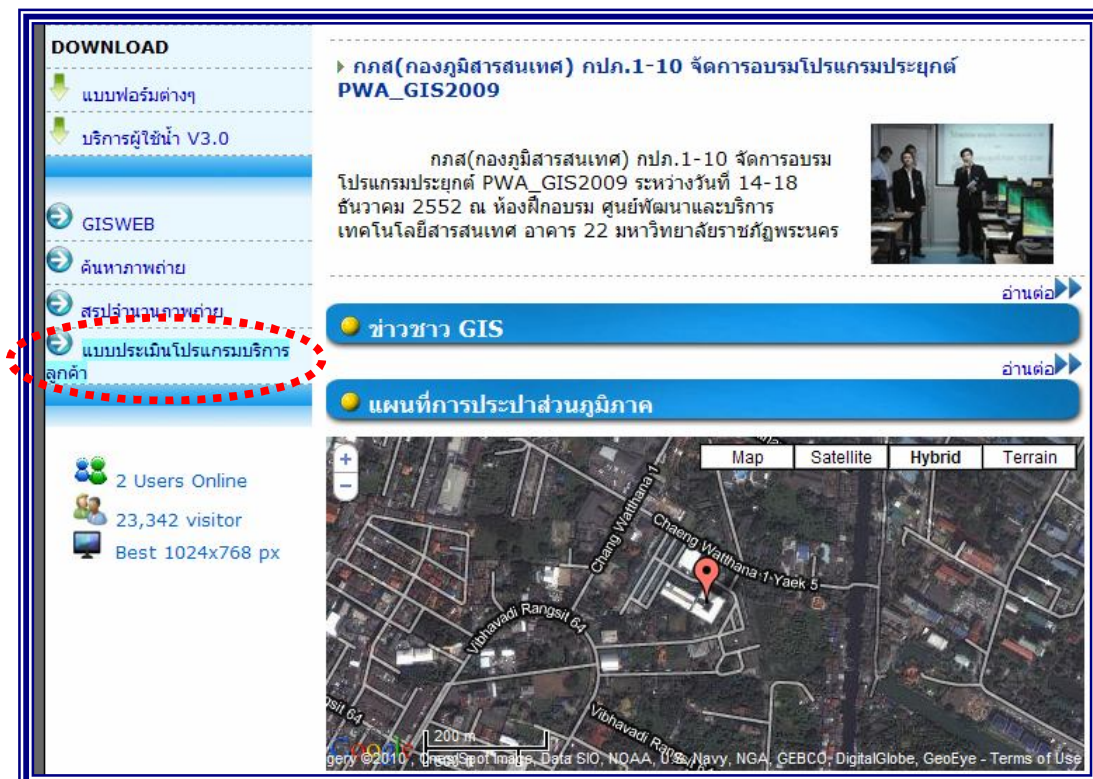 DOWNLOAD
แบบฟอร์มต่างๆ
บริการผู้ใช้น้ำ V3.0
GISWEB
ค้นหาภาพถ่าย
สรุปจำนวนภาพถ่าย
แบบประเมินโปรแกรมบริการ
ลูกค้า
2 Users Online
23,342 visitor
Best 1024x768 px
กภส(กองภูมิสารสนเทศ) กปภ.1-10 จัดการอบรมโปรแกรมประยุกต์
PWA_GIS2009
กภส(กองภูมิสารสนเทศ) กปภ.1-10 จัดการอบรม
โปรแกรมประยุกต์ PWA_GIS2009 ระหว่างวันที่ 14-18
ธันวาคม 2552 ณ ห้องฝึกอบรม ศูนย์พัฒนาและบริการ
เทคโนโลยีสารสนเทศ อาคาร 22 มหาวิทยาลัยราชภัฏพระนคร
อ่านต่อ
ข่าวชาว GIS
อ่านต่อ
แผนที่การประปาส่วนภูมิภาค
Map Satellite Hybrid Terrain
Chang Watthana 1
Chaeng Watthana 1 Yaek 5
Vibhavadi Rangsit 64
Vibhavadi
200 m
Google
©2010, Image, Data SIO, NOAA, U.S. Navy, NGA, GEBCO, DigitalGlobe, GeoEye - Terms of Use